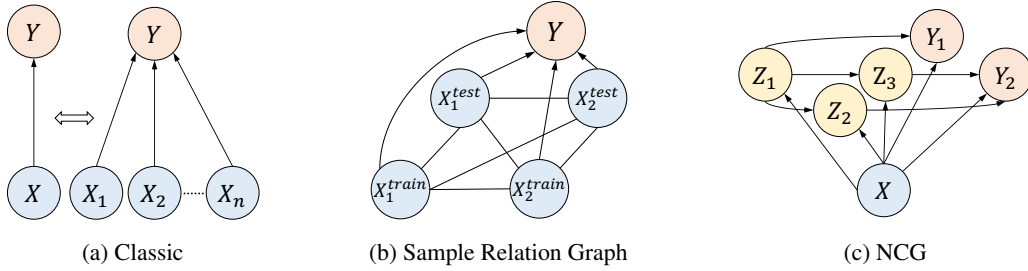 Y
Y
X
X₁
X₂
Xₙ
(a) Classic
Y
X₁ᵗᵉˢᵗ
X₂ᵗᵉˢᵗ
X₁ᵗʳᵃⁱⁿ
X₂ᵗʳᵃⁱⁿ
(b) Sample Relation Graph
Y₁
Z₁
Z₃
Y₂
Z₂
X
(c) NCG